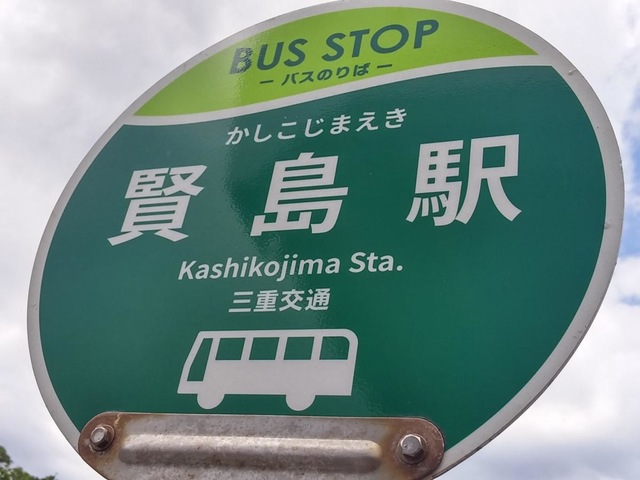 BUS STOP
ー バスのりば ー
かしこじまえき
賢島駅
Kashikojima Sta.
三重交通